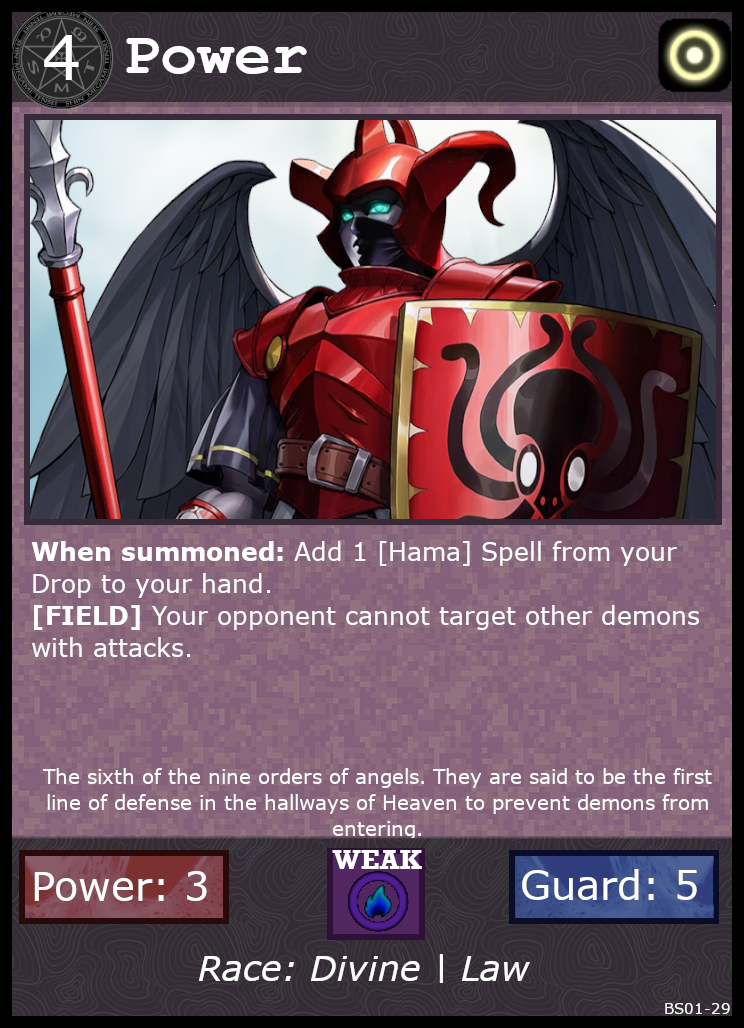 4 Power
When summoned: Add 1 [Hama] Spell from your
Drop to your hand.
[FIELD] Your opponent cannot target other demons
with attacks.
The sixth of the nine orders of angels. They are said to be the first
line of defense in the hallways of Heaven to prevent demons from
entering.
Power: 3
WEAK
Guard: 5
Race: Divine | Law
BS01-29